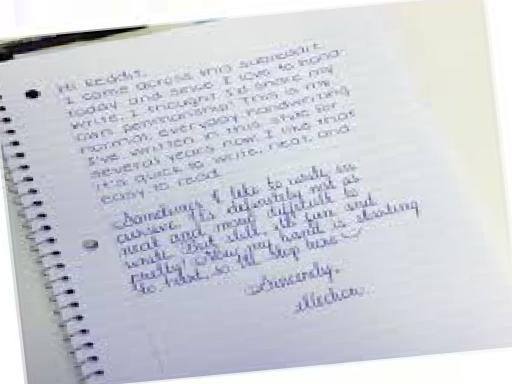 Hi Reddit,
I came across this subreddit
today and since I love to hand
write, I thought I'd share my
own penmanship! This is my
normal, everyday handwriting
I've written in this style for
several years now. I like that
it's quick to write, neat, and
easy to read.
Sometimes I like to write in
cursive. It's definitely not as
neat and more difficult to
write. But still, it's fun and
pretty! Now my hand is starting
to hurt, so I'll stop here
Sincerely,